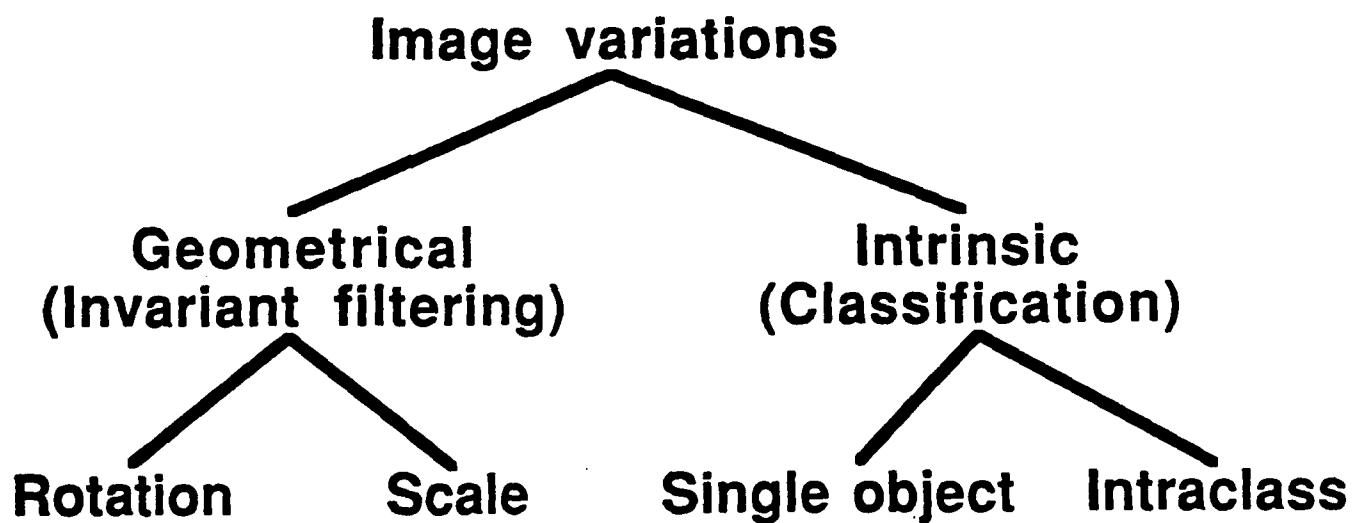 Image variations
Geometrical
(Invariant filtering)
Intrinsic
(Classification)
Rotation
Scale
Single object
Intraclass